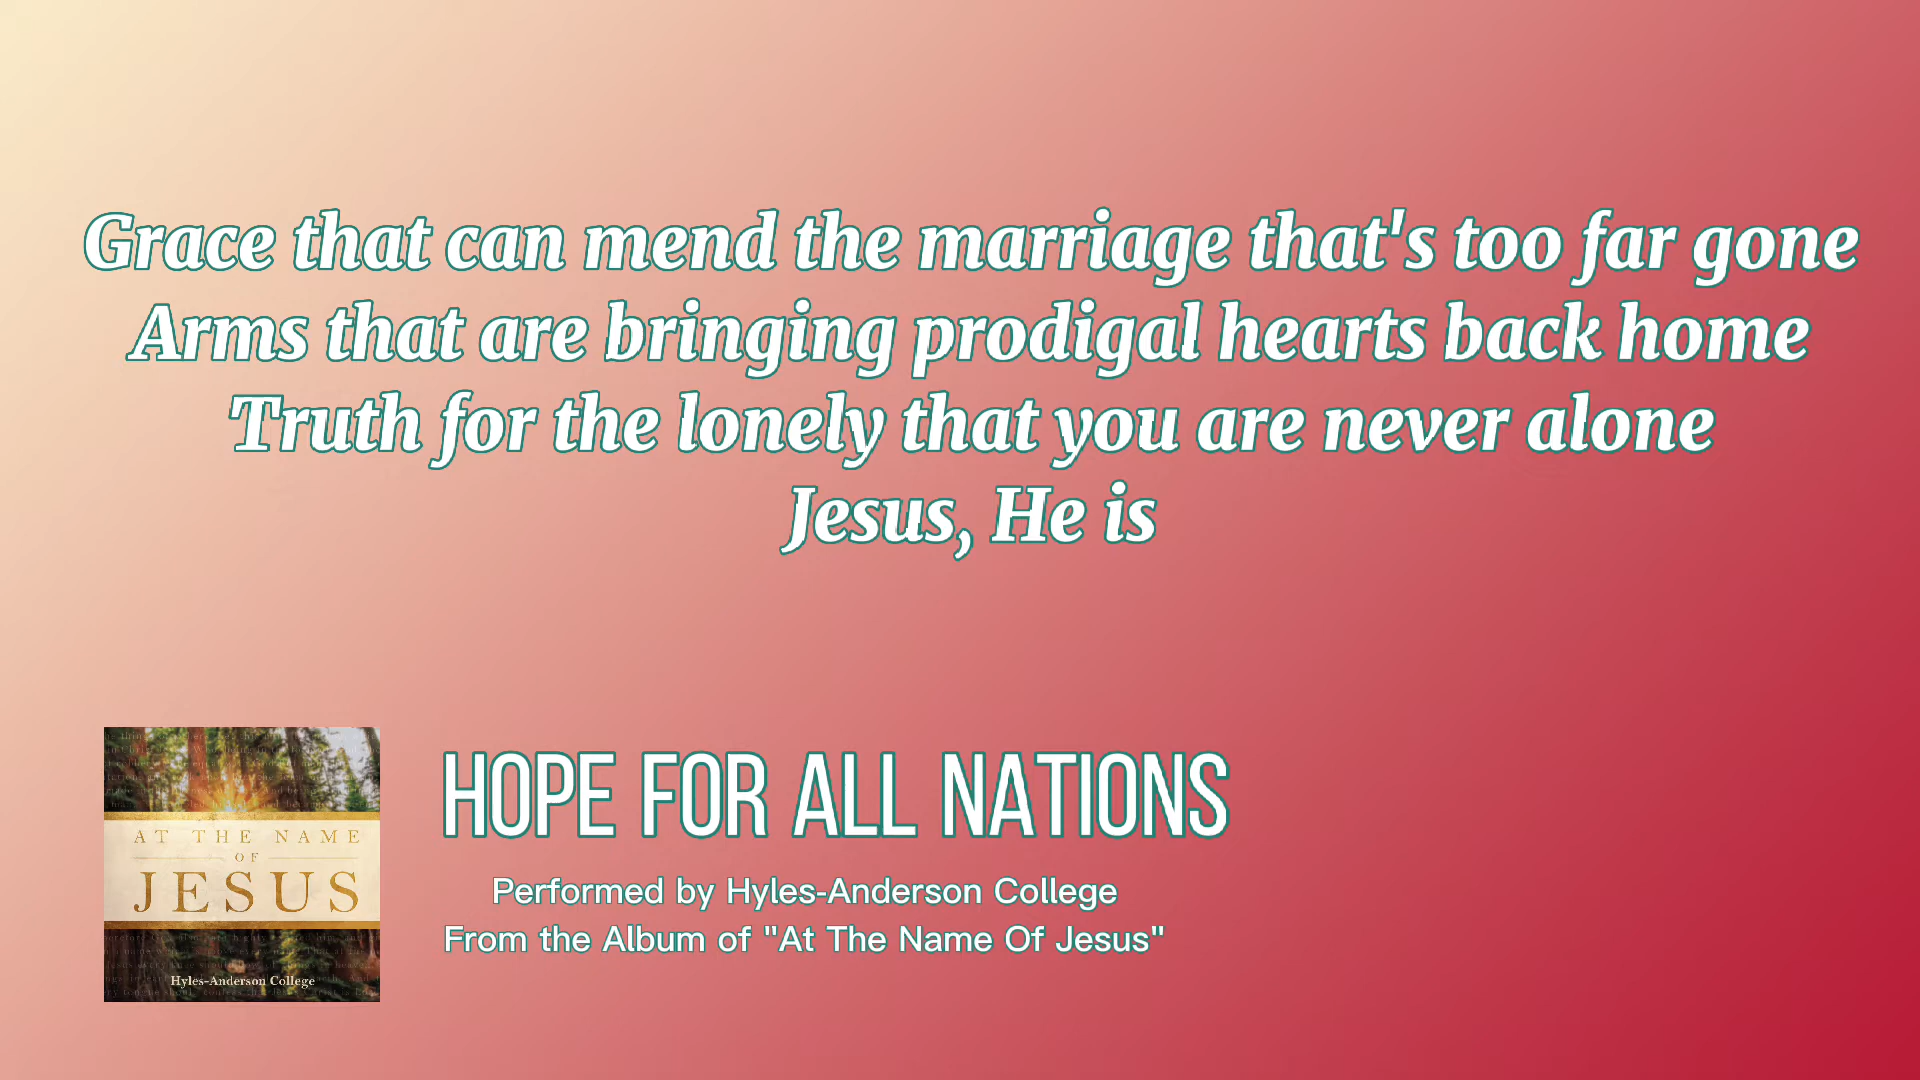 Grace that can mend the marriage that's too far gone
Arms that are bringing prodigal hearts back home
Truth for the lonely that you are never alone
Jesus, He is
AT THE NAME
OF
JESUS
Hyles-Anderson College
HOPE FOR ALL NATIONS
Performed by Hyles-Anderson College
From the Album of "At The Name Of Jesus"